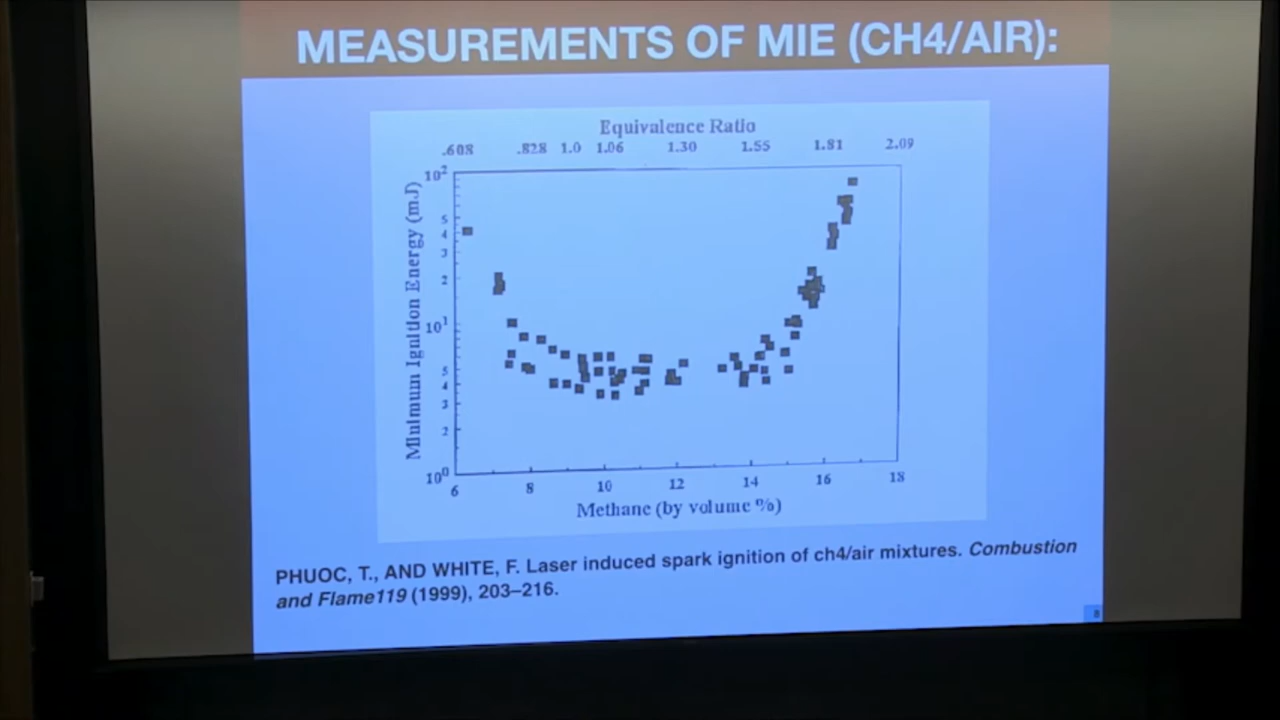 MEASUREMENTS OF MIE (CH4/AIR):
Equivalence Ratio
.608 .828 1.0 1.06 1.30 1.55 1.81 2.09
10²
5
4
3
2
10¹
5
4
3
2
10⁰
Minimum Ignition Energy (mJ)
6 8 10 12 14 16 18
Methane (by volume %)
PHUOC, T., AND WHITE, F. Laser induced spark ignition of ch4/air mixtures. Combustion
and Flame119 (1999), 203–216.
8